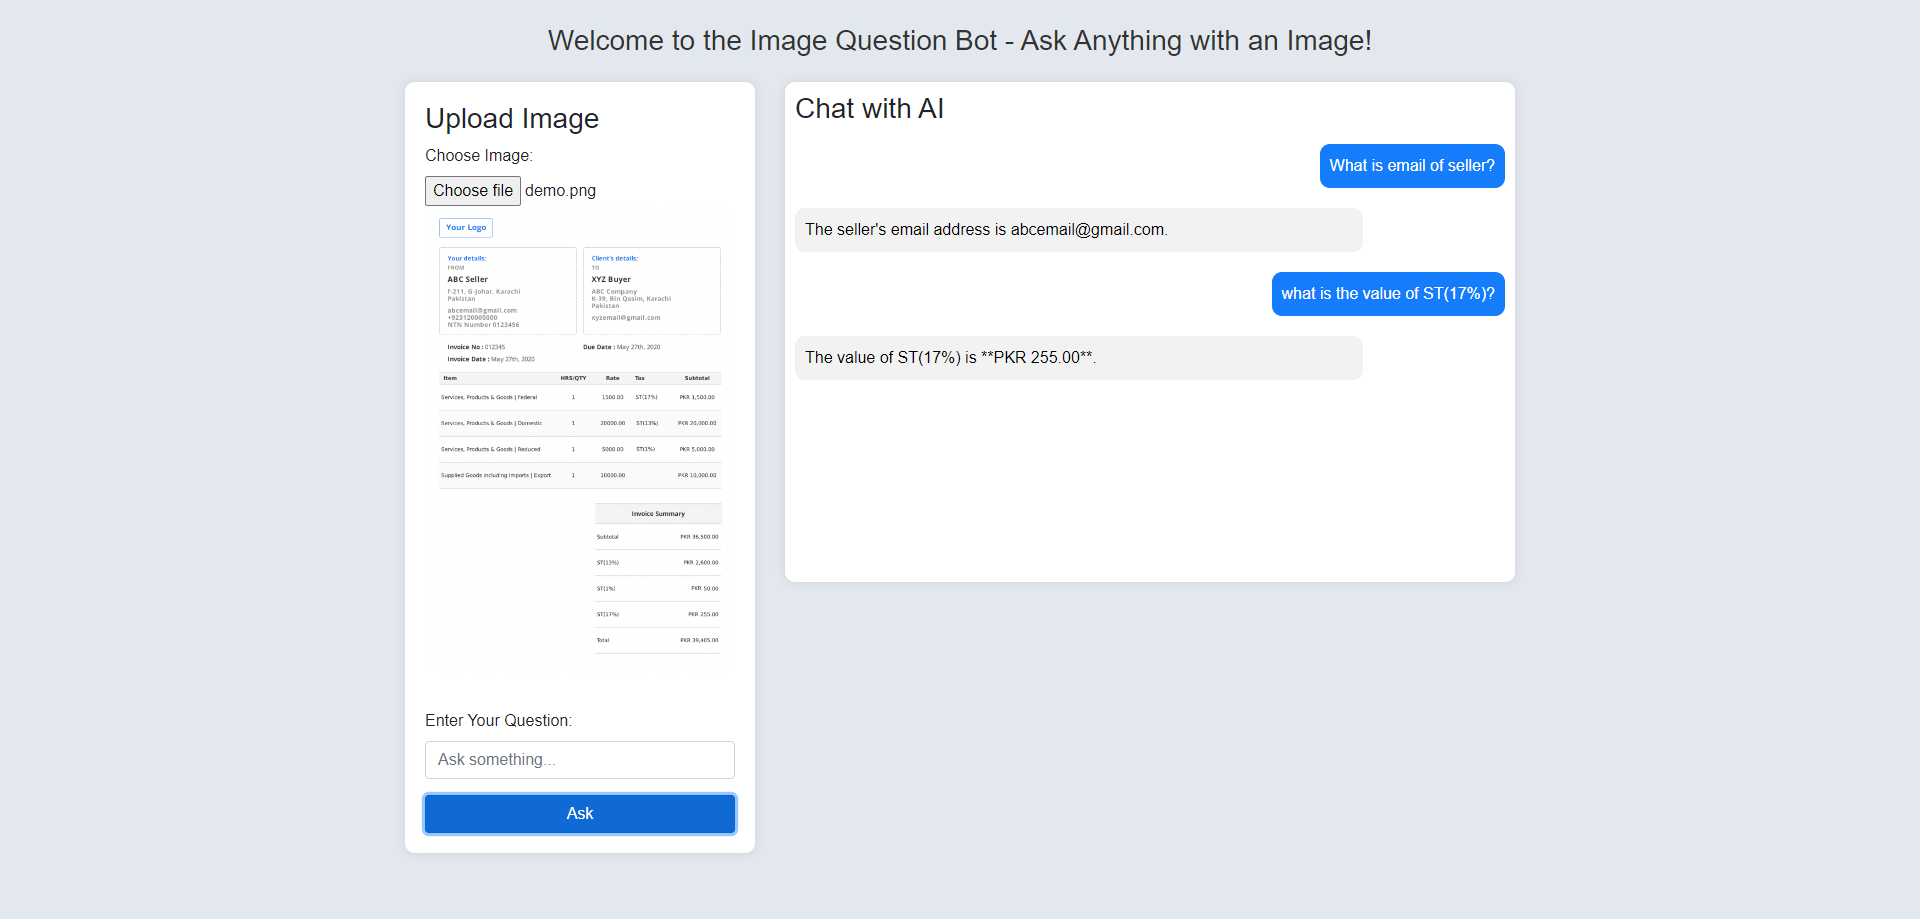 Welcome to the Image Question Bot - Ask Anything with an Image!
Upload Image
Choose Image:
Choose file demo.png
Your Logo
Your details:
FROM
ABC Seller
f-211, G-Johar, Karachi
Pakistan
abcemail@gmail.com
+923120000000
NTN Number 0123456
Client's details:
TO
XYZ Buyer
ABC Company
K-39, Bin Qasim, Karachi
Pakistan
xyzemail@gmail.com
Invoice No : 012345
Due Date : May 27th, 2020
Invoice Date : May 27th, 2020
Item HRS/QTY Rate Tax Subtotal
Services, Products & Goods | Federal 1 1500.00 ST(17%) PKR 1,500.00
Services, Products & Goods | Domestic 1 20000.00 ST(13%) PKR 20,000.00
Services, Products & Goods | Reduced 1 5000.00 ST(1%) PKR 5,000.00
Supplied Goods including Imports | Export 1 10000.00 PKR 10,000.00
Invoice Summary
Subtotal PKR 36,500.00
ST(13%) PKR 2,600.00
ST(1%) PKR 50.00
ST(17%) PKR 255.00
Total PKR 39,405.00
Enter Your Question:
Ask something...
Ask
Chat with AI
What is email of seller?
The seller's email address is abcemail@gmail.com.
what is the value of ST(17%)?
The value of ST(17%) is **PKR 255.00**.